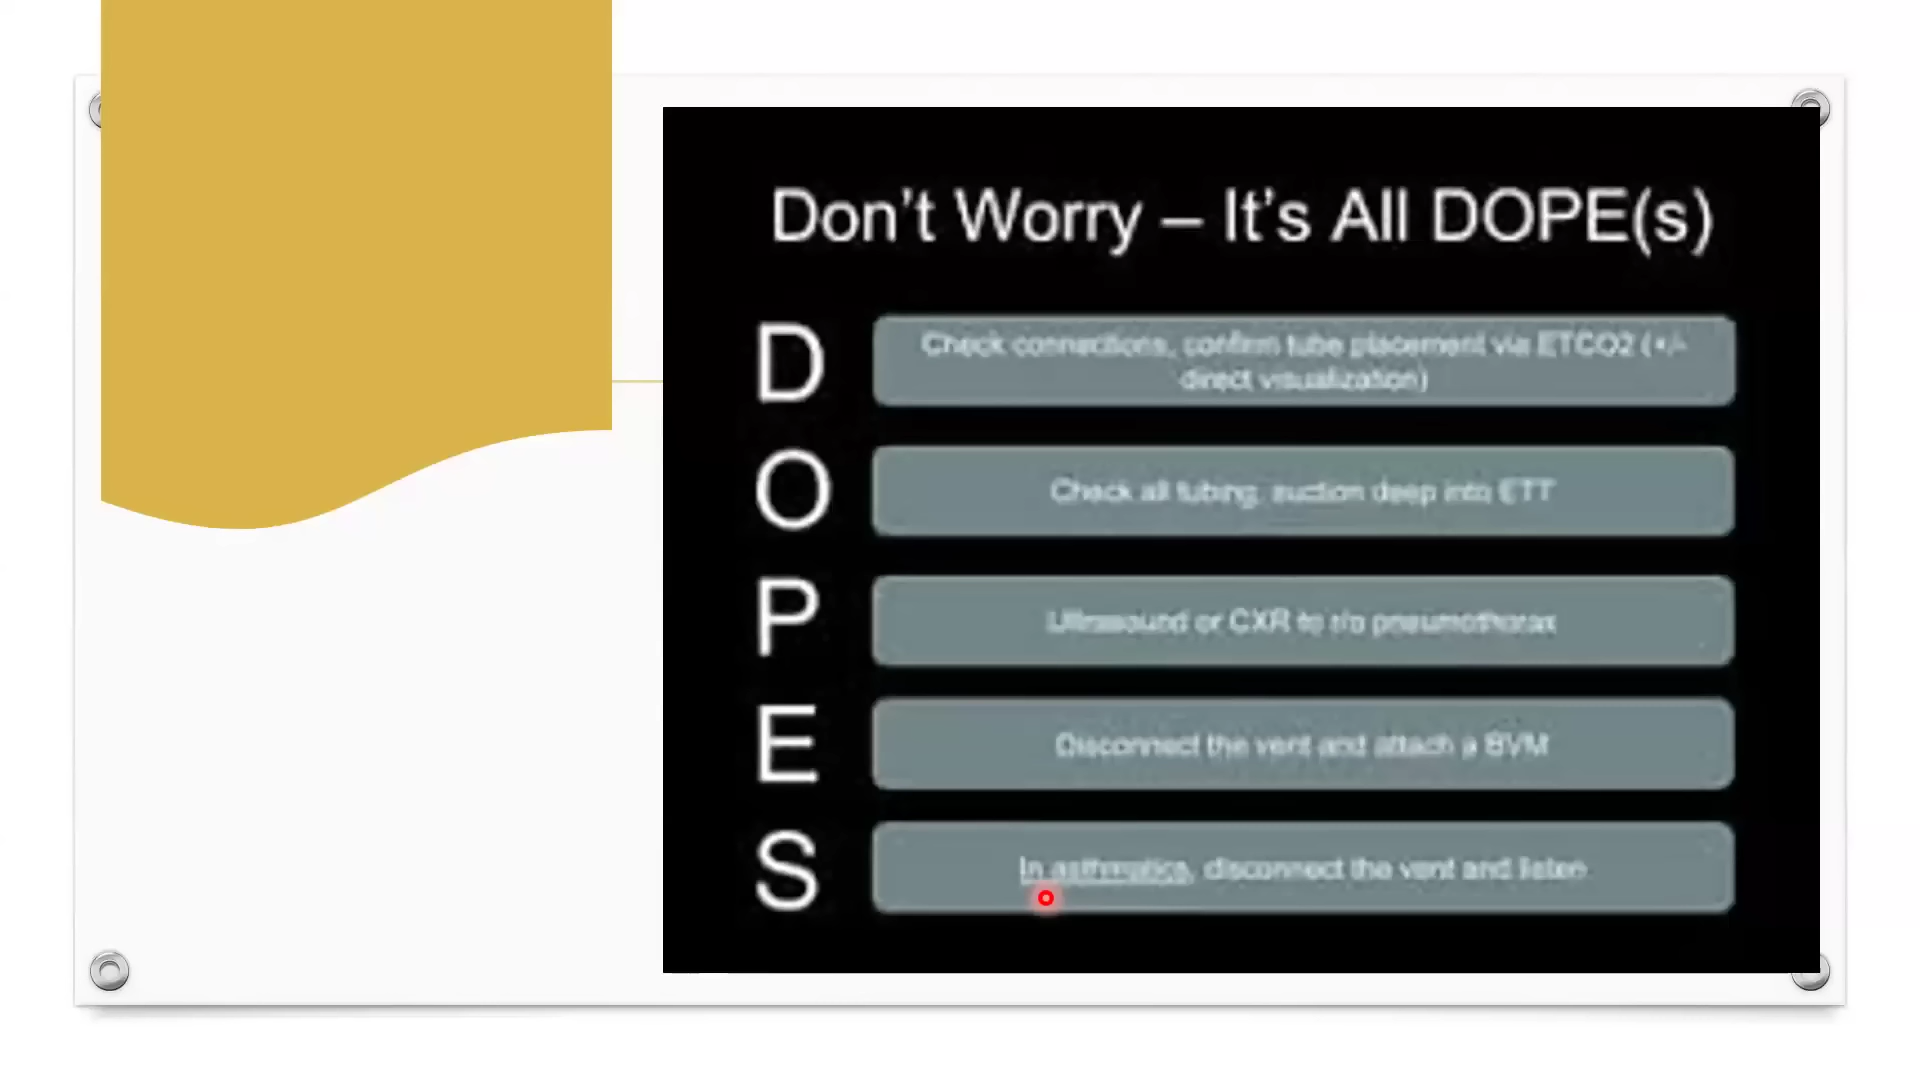 Don't Worry – It's All DOPE(s)
D
Check connections, confirm tube placement via ETCO2 (+/-
direct visualization)
O
Check all tubing, suction deep into ETT
P
Ultrasound or CXR to r/o pneumothorax
E
Disconnect the vent and attach a BVM
S
In asthmatics, disconnect the vent and listen